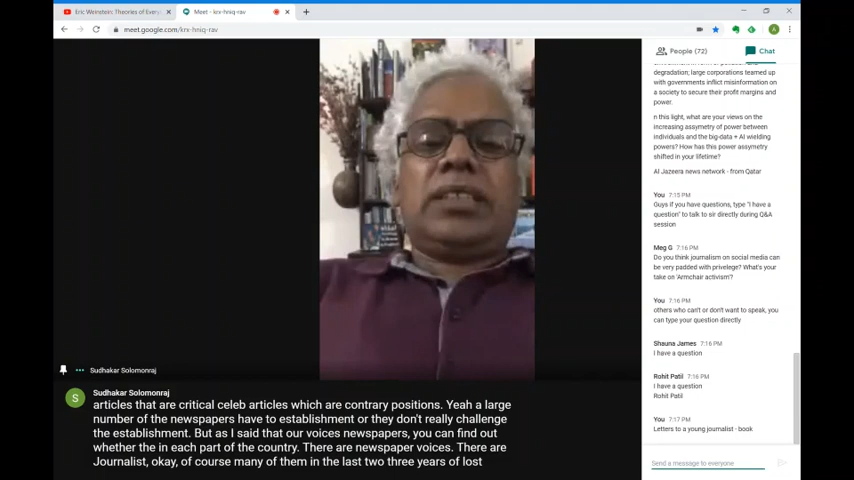 Eric Weinstein: Theories of Every
Meet - krx-hniq-rav
meet.google.com/krx-hniq-rav
People (72)
Chat
degradation; large corporations teamed up
with governments inflict misinformation on
a society to secure their profit margins and
power.
n this light, what are your views on the
increasing assymetry of power between
individuals and the big-data + AI wielding
powers? How has this power assymetry
shifted in your lifetime?
Al Jazeera news network - from Qatar
You 7:15 PM
Guys if you have questions, type "I have a
question" to talk to sir directly during Q&A
session
Meg G 7:16 PM
Do you think journalism on social media can
be very padded with privelege? What's your
take on 'Armchair activism'?
You 7:16 PM
others who can't or don't want to speak, you
can type your question directly
Shauna James 7:16 PM
I have a question
Rohit Patil 7:16 PM
I have a question
Rohit Patil
You 7:17 PM
Letters to a young journalist - book
Send a message to everyone
Sudhakar Solomonraj
S
Sudhakar Solomonraj
articles that are critical celeb articles which are contrary positions. Yeah a large
number of the newspapers have to establishment or they don't really challenge
the establishment. But as I said that our voices newspapers, you can find out
whether the in each part of the country. There are newspaper voices. There are
Journalist, okay, of course many of them in the last two three years of lost